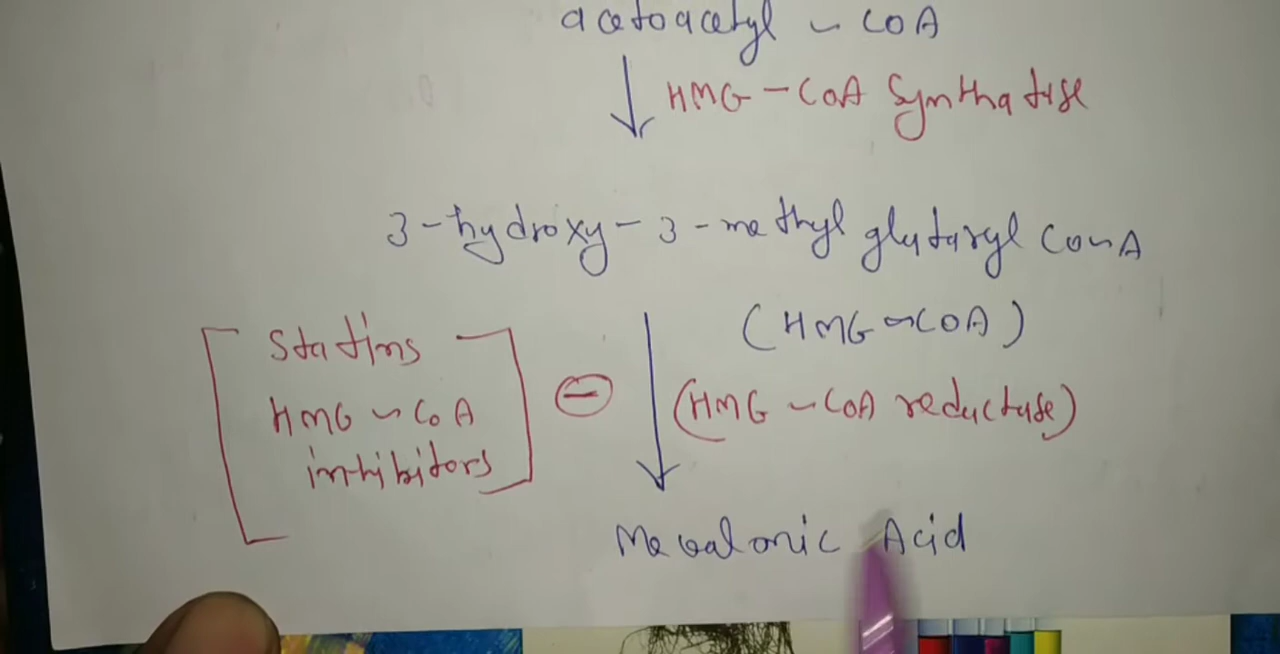 acetoacetyl ~ COA
HMG - COA Synthatase
3-hydroxy-3-methyl glutaryl Co~A
(HMG ~ COA)
Statins
HMG ~ COA
inhibitors
(HMG ~ COA reductase)
Mevalonic Acid